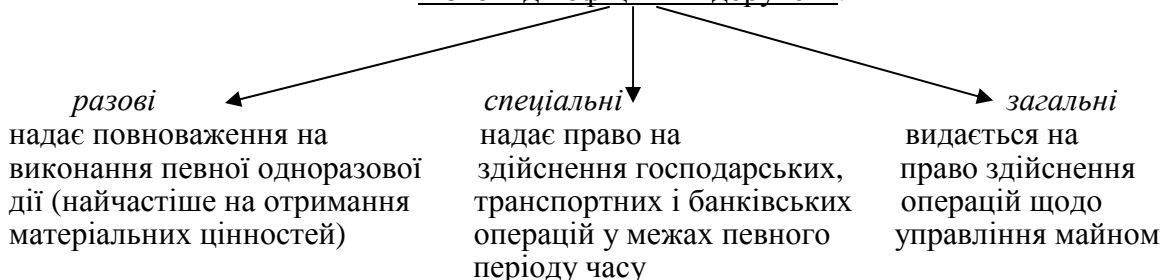 разові
надає повноваження на
виконання певної одноразової
дії (найчастіше на отримання
матеріальних цінностей)
спеціальні
надає право на
здійснення господарських,
транспортних і банківських
операцій у межах певного
періоду часу
загальні
видається на
право здійснення
операцій щодо
управління майном